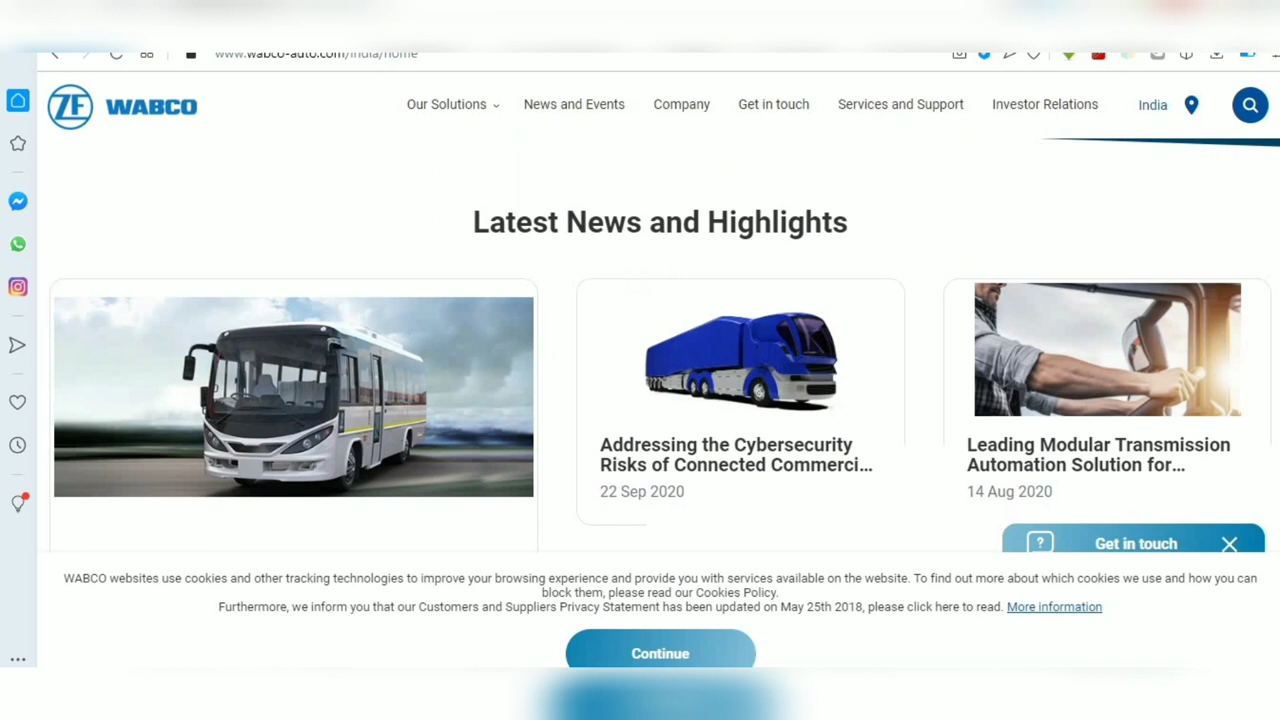 www.wabco-auto.com/india/home
ZF WABCO
Our Solutions
News and Events
Company
Get in touch
Services and Support
Investor Relations
India
Latest News and Highlights
Addressing the Cybersecurity
Risks of Connected Commerci...
22 Sep 2020
Leading Modular Transmission
Automation Solution for...
14 Aug 2020
? Get in touch
WABCO websites use cookies and other tracking technologies to improve your browsing experience and provide you with services available on the website. To find out more about which cookies we use and how you can
block them, please read our Cookies Policy.
Furthermore, we inform you that our Customers and Suppliers Privacy Statement has been updated on May 25th 2018, please click here to read. More information
Continue